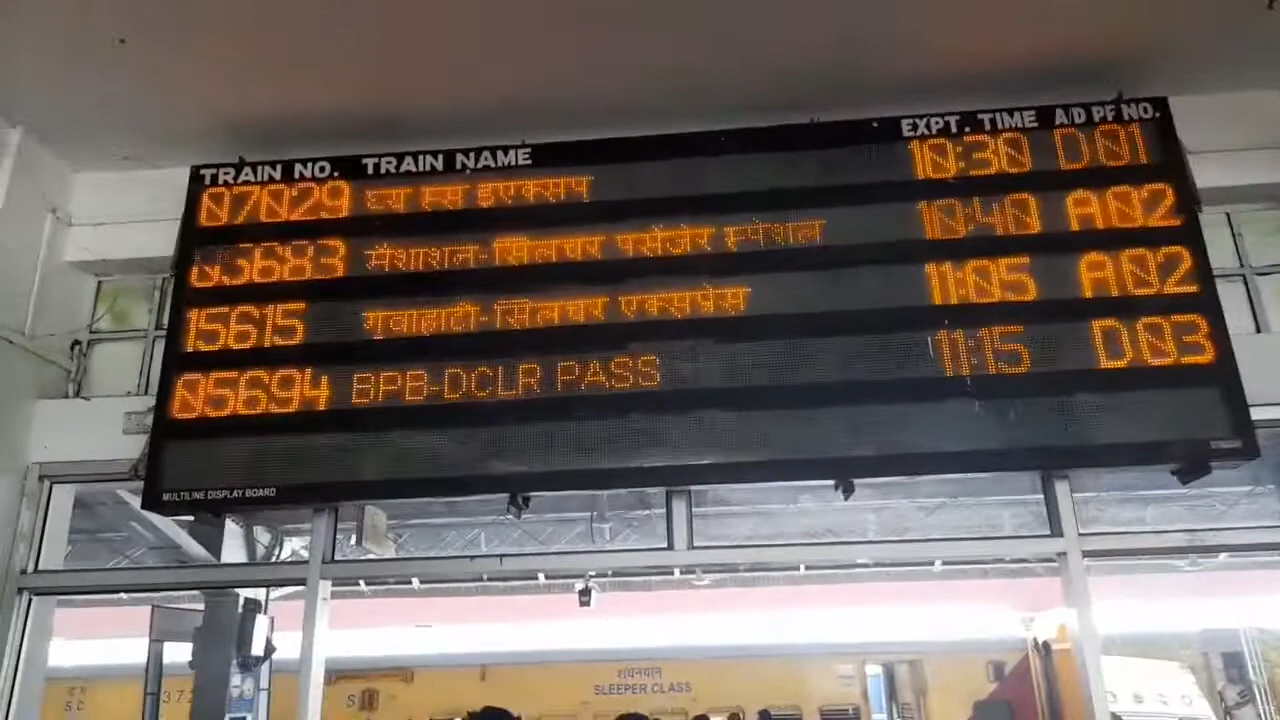 TRAIN NO. TRAIN NAME EXPT. TIME A/D PF NO.
07029 10:30 D01
05683 सिलचर पसेंजेर स्पेशल 10:40 A02
15615 गुवाहाटी-सिलचर एक्सप्रेस 11:05 A02
05694 BPB-DCLR PASS 11:15 D03
MULTILINE DISPLAY BOARD
शयनयान
SLEEPER CLASS
372
S C